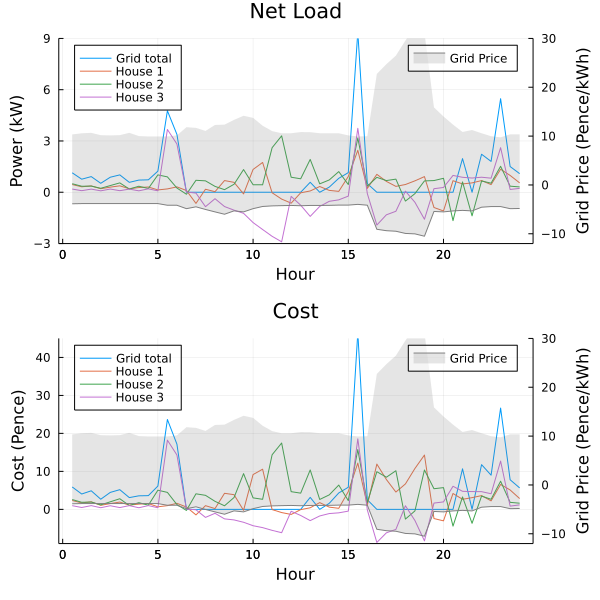 Net Load
Grid total
House 1
House 2
House 3
Grid Price
9
6
3
0
−3
30
20
10
0
−10
Power (kW)
Grid Price (Pence/kWh)
0 5 10 15 20
Hour
Cost
Grid total
House 1
House 2
House 3
Grid Price
40
30
20
10
0
30
20
10
0
−10
Cost (Pence)
Grid Price (Pence/kWh)
0 5 10 15 20
Hour